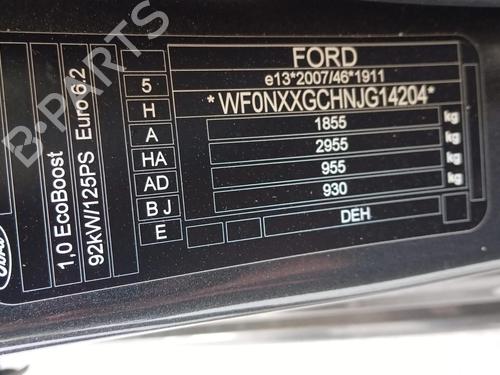 FORD
e13*2007/46*1911
*WF0NXXGCHNJG14204*
1855 kg
2955 kg
955 kg
930 kg
DEH
5
H
A
HA
AD
B J
E
1,0 EcoBoost
92kW/125PS Euro 6.2
Ford
B-PARTS